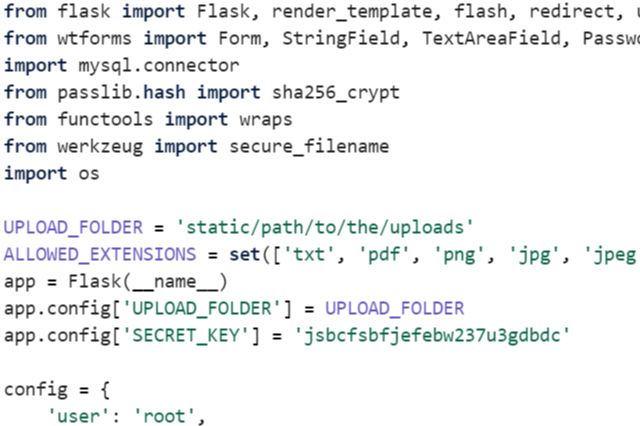 from flask import Flask, render_template, flash, redirect,
from wtforms import Form, StringField, TextAreaField,
import mysql.connector
from passlib.hash import sha256_crypt
from functools import wraps
from werkzeug import secure_filename
import os
UPLOAD_FOLDER = 'static/path/to/the/uploads'
ALLOWED_EXTENSIONS = set(['txt', 'pdf', 'png', 'jpg', 'jpeg
app = Flask(__name__)
app.config['UPLOAD_FOLDER'] = UPLOAD_FOLDER
app.config['SECRET_KEY'] = 'jsbcfsbfjefebw237u3gdbdc'
config = {
'user': 'root',